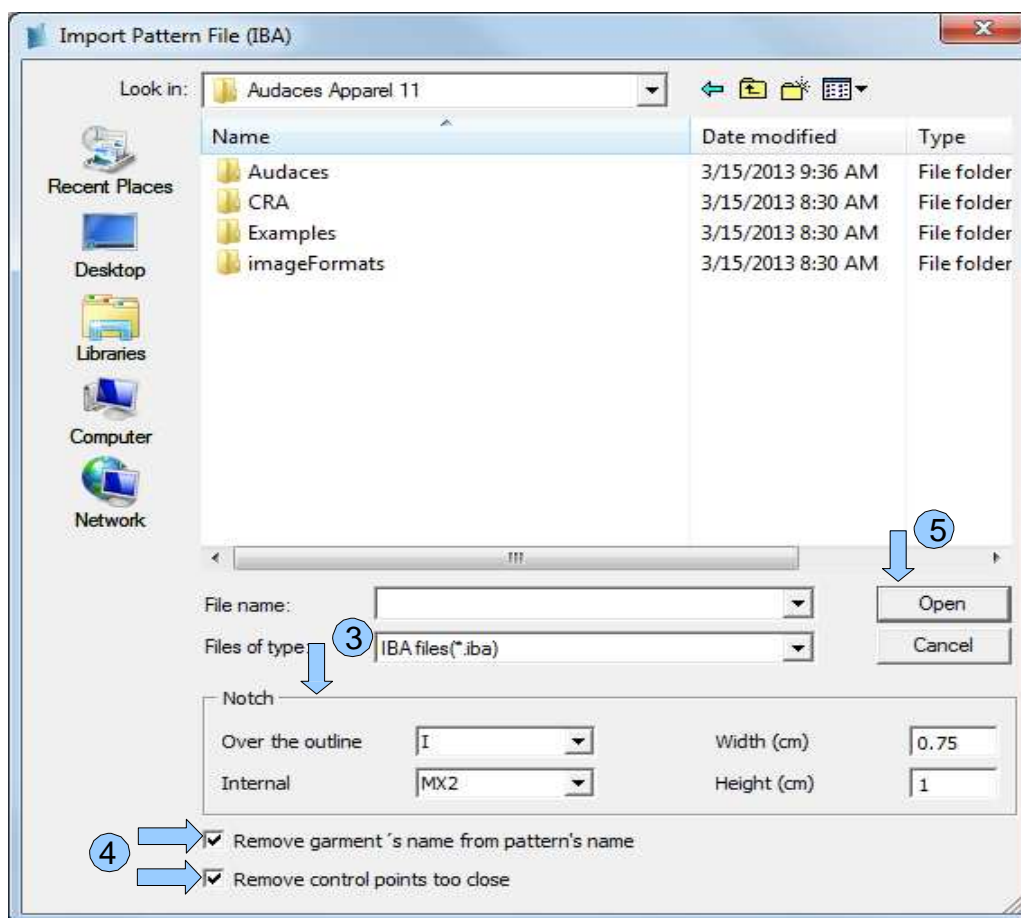 Import Pattern File (IBA)
Look in: Audaces Apparel 11
Name Date modified Type
Audaces 3/15/2013 9:36 AM File folder
CRA 3/15/2013 8:30 AM File folder
Examples 3/15/2013 8:30 AM File folder
imageFormats 3/15/2013 8:30 AM File folder
Recent Places
Desktop
Libraries
Computer
Network
5
File name: Open
Files of type: 3 IBA files(*.iba) Cancel
Notch
Over the outline I Width (cm) 0.75
Internal MX2 Height (cm) 1
4
Remove garment´s name from pattern's name
Remove control points too close